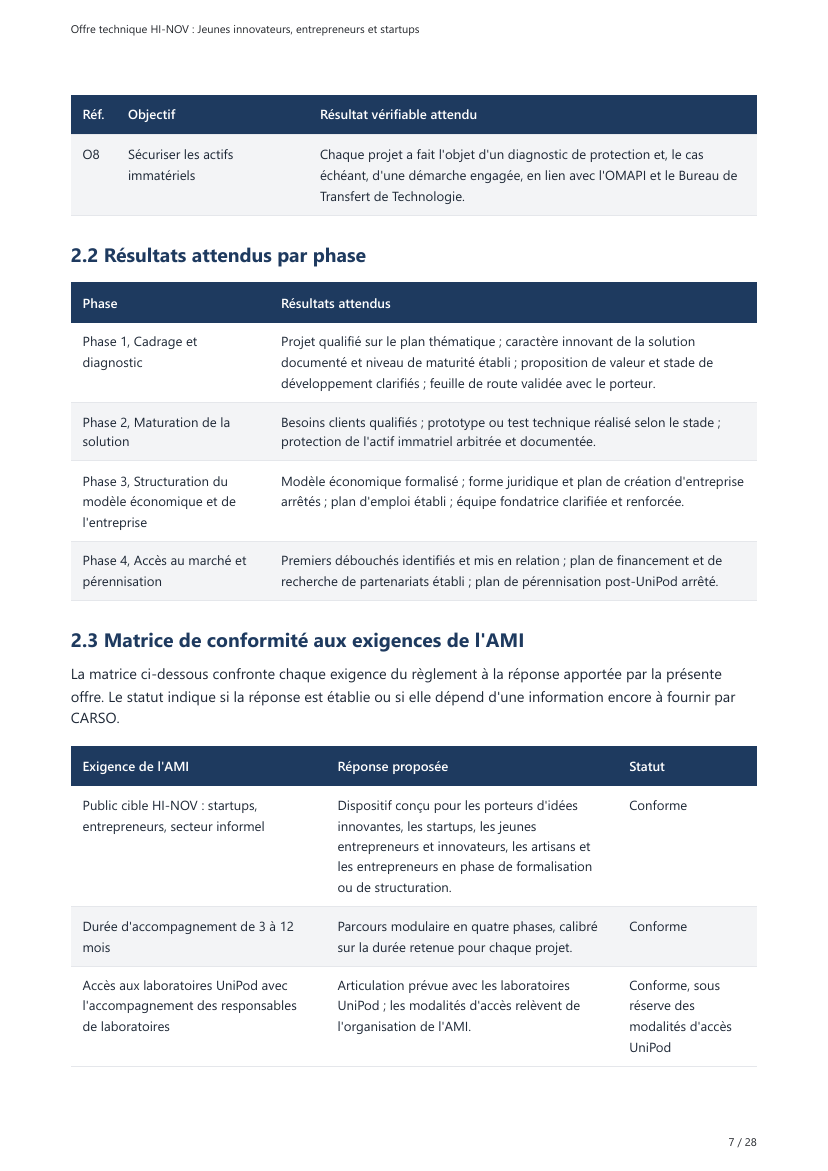 Offre technique HI-NOV : Jeunes innovateurs, entrepreneurs et startups
Réf. Objectif Résultat vérifiable attendu
O8 Sécuriser les actifs Chaque projet a fait l'objet d'un diagnostic de protection et, le cas
immatériels échéant, d'une démarche engagée, en lien avec l'OMAPI et le Bureau de
Transfert de Technologie.
2.2 Résultats attendus par phase
Phase Résultats attendus
Phase 1, Cadrage et Projet qualifié sur le plan thématique ; caractère innovant de la solution
diagnostic documenté et niveau de maturité établi ; proposition de valeur et stade de
développement clarifiés ; feuille de route validée avec le porteur.
Phase 2, Maturation de la Besoins clients qualifiés ; prototype ou test technique réalisé selon le stade ;
solution protection de l'actif immatriel arbitrée et documentée.
Phase 3, Structuration du Modèle économique formalisé ; forme juridique et plan de création d'entreprise
modèle économique et de arrêtés ; plan d'emploi établi ; équipe fondatrice clarifiée et renforcée.
l'entreprise
Phase 4, Accès au marché et Premiers débouchés identifiés et mis en relation ; plan de financement et de
pérennisation recherche de partenariats établi ; plan de pérennisation post-UniPod arrêté.
2.3 Matrice de conformité aux exigences de l'AMI
La matrice ci-dessous confronte chaque exigence du règlement à la réponse apportée par la présente
offre. Le statut indique si la réponse est établie ou si elle dépend d'une information encore à fournir par
CARSO.
Exigence de l'AMI Réponse proposée Statut
Public cible HI-NOV : startups, Dispositif conçu pour les porteurs d'idées Conforme
entrepreneurs, secteur informel innovantes, les startups, les jeunes
entrepreneurs et innovateurs, les artisans et
les entrepreneurs en phase de formalisation
ou de structuration.
Durée d'accompagnement de 3 à 12 Parcours modulaire en quatre phases, calibré Conforme
mois sur la durée retenue pour chaque projet.
Accès aux laboratoires UniPod avec Articulation prévue avec les laboratoires Conforme, sous
l'accompagnement des responsables UniPod ; les modalités d'accès relèvent de réserve des
de laboratoires l'organisation de l'AMI. modalités d'accès
UniPod
7 / 28